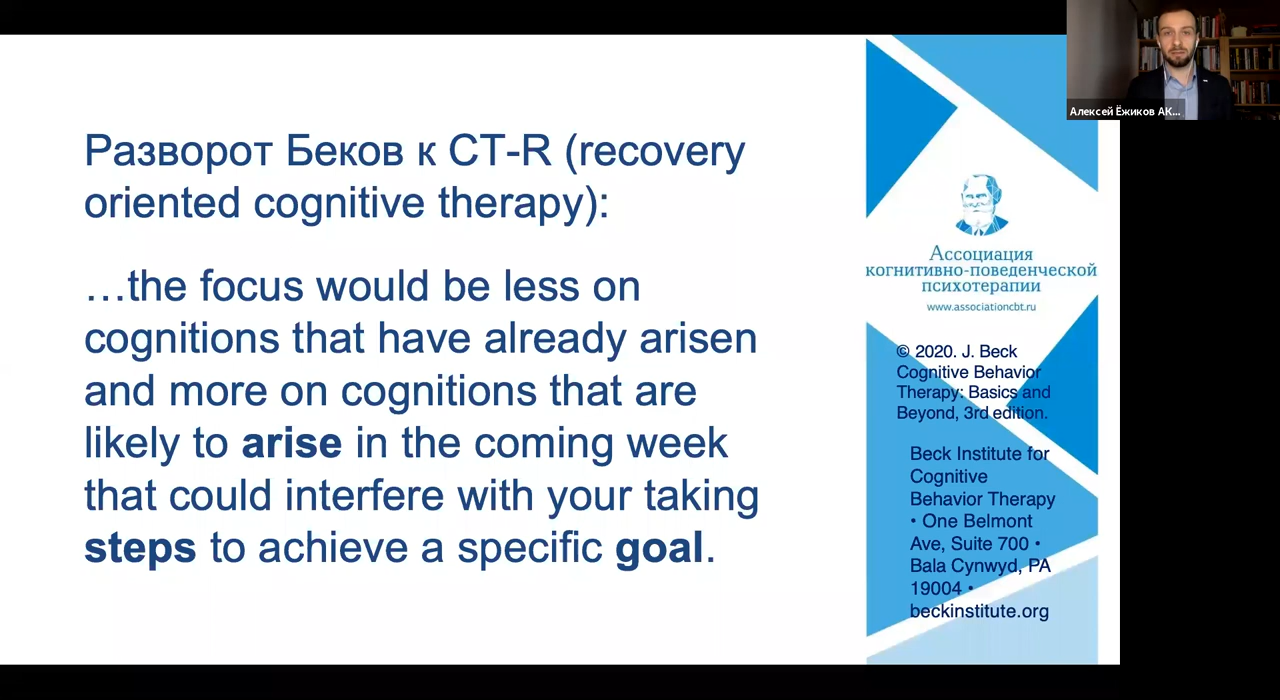 Алексей Ёжиков АК...
Разворот Беков к CT-R (recovery
oriented cognitive therapy):
…the focus would be less on
cognitions that have already arisen
and more on cognitions that are
likely to arise in the coming week
that could interfere with your taking
steps to achieve a specific goal.
Ассоциация
когнитивно-поведенческой
психотерапии
www.associationcbt.ru
© 2020. J. Beck
Cognitive Behavior
Therapy: Basics and
Beyond, 3rd edition.
Beck Institute for
Cognitive
Behavior Therapy
• One Belmont
Ave, Suite 700 •
Bala Cynwyd, PA
19004 •
beckinstitute.org